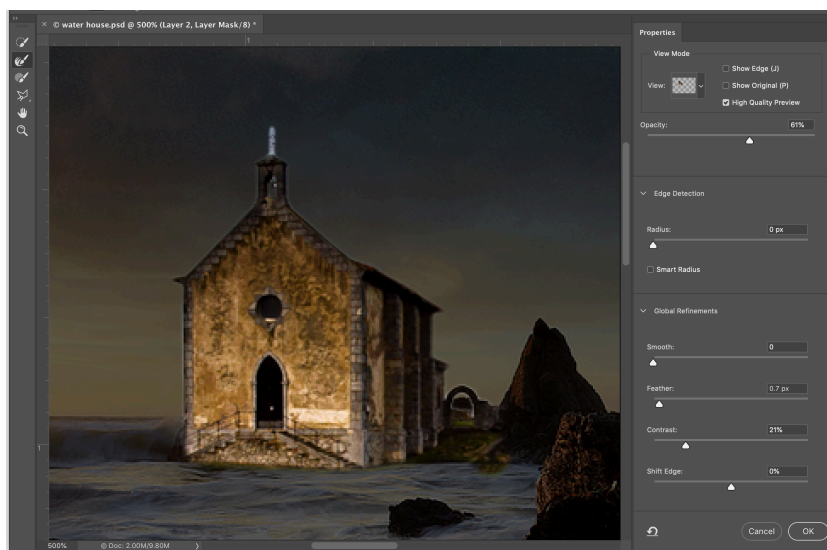 × © water house.psd @ 500% (Layer 2, Layer Mask/8) *
1
1
500%
© Doc: 2.00M/9.80M
Properties
View Mode
Show Edge (J)
View:
Show Original (P)
High Quality Preview
Opacity:
61%
Edge Detection
Radius:
0 px
Smart Radius
Global Refinements
Smooth:
0
Feather:
0.7 px
Contrast:
21%
Shift Edge:
0%
Cancel
OK